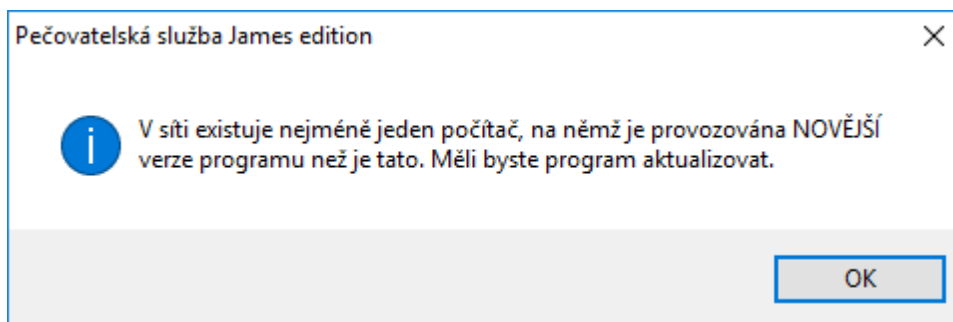 Pečovatelská služba James edition
V síti existuje nejméně jeden počítač, na němž je provozována NOVĚJŠÍ
verze programu než je tato. Měli byste program aktualizovat.
OK